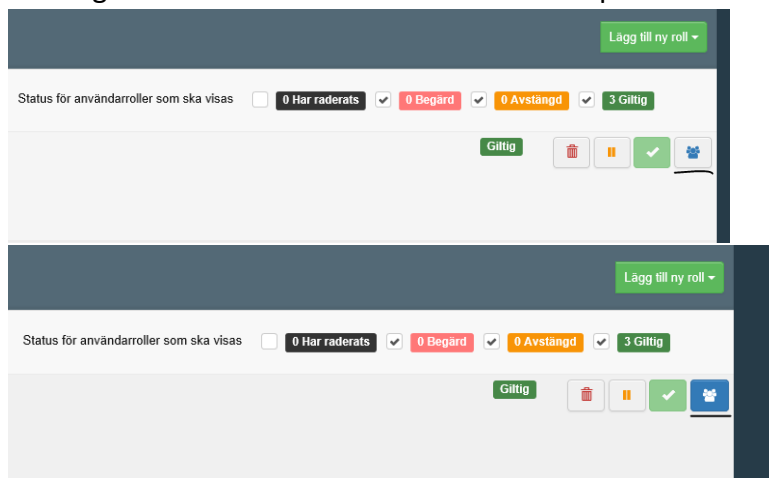 Lägg till ny roll
Status för användarroller som ska visas 0 Har raderats 0 Begärd 0 Avstängd 3 Giltig
Giltig
Lägg till ny roll
Status för användarroller som ska visas 0 Har raderats 0 Begärd 0 Avstängd 3 Giltig
Giltig